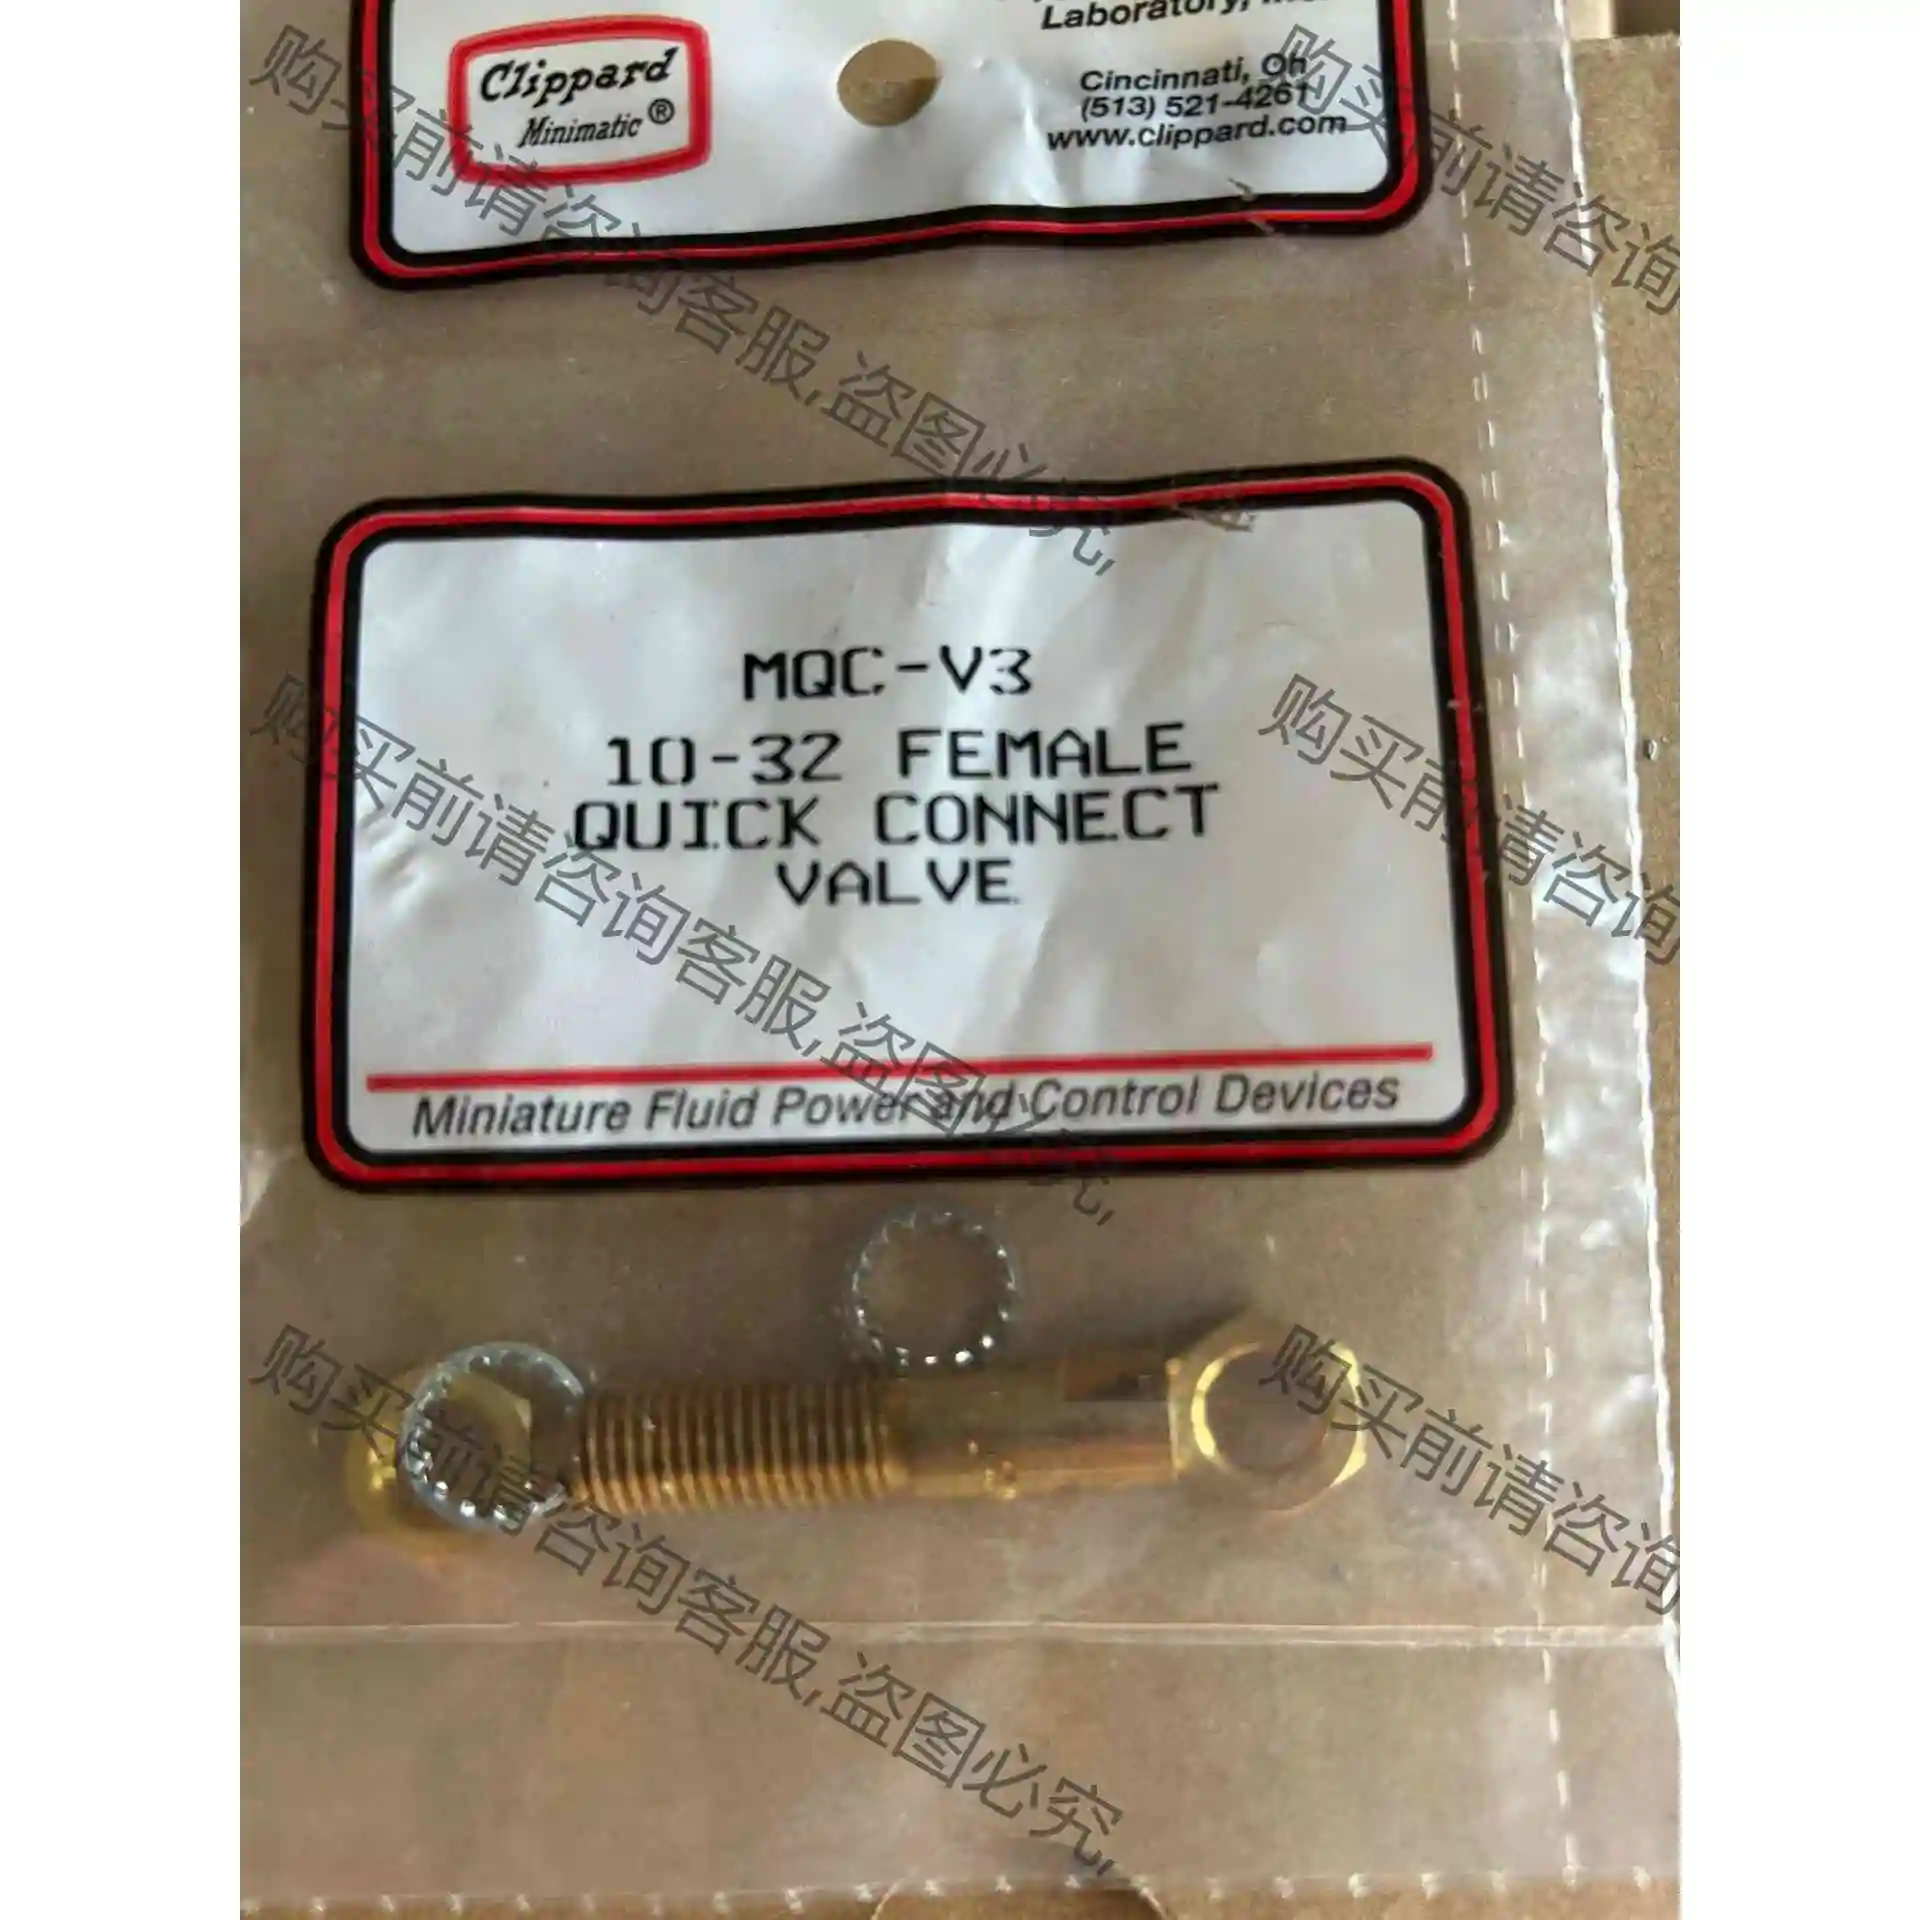 Clippard
Minimatic®
Laboratory,
Cincinnati, Oh
(513) 521-4261
www.clippard.com
MQC-V3
10-32 FEMALE
QUICK CONNECT
VALVE
Miniature Fluid Power and Control Devices
购买前请咨询客服,盗图必究,
购买前请咨询
购买前请咨询客服,盗图必究,
购买前请咨询
购买前请咨询客服,盗图必究,
购买前请咨询